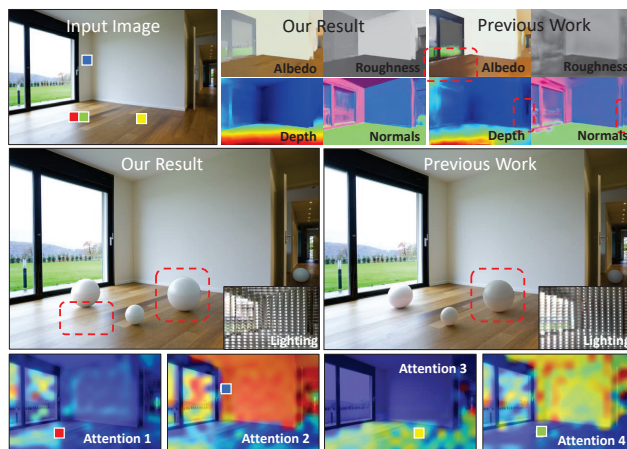 Input Image
Our Result
Previous Work
Albedo
Roughness
Albedo
Roughness
Depth
Normals
Depth
Normals
Our Result
Previous Work
Lighting
Lighting
Attention 1
Attention 2
Attention 3
Attention 4